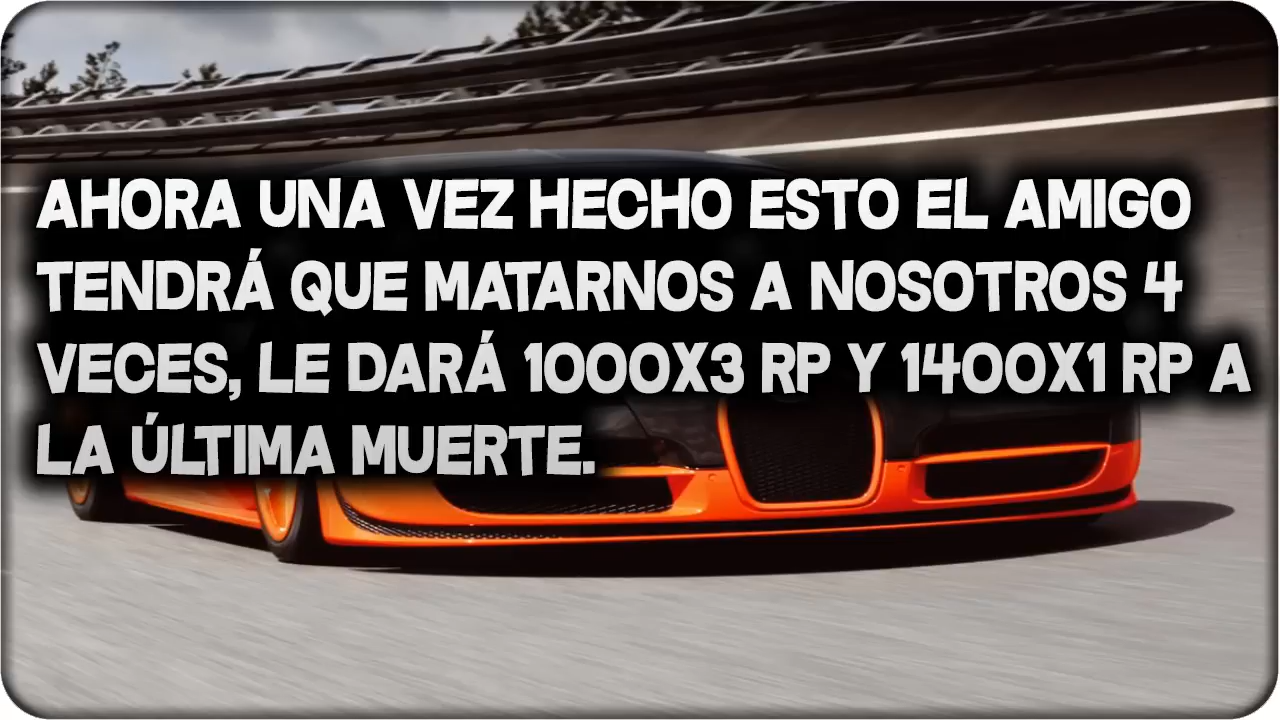 AHORA UNA VEZ HECHO ESTO EL AMIGO
TENDRÁ QUE MATARNOS A NOSOTROS 4
VECES, LE DARÁ 1000X3 RP Y 1400X1 RP A
LA ÚLTIMA MUERTE.